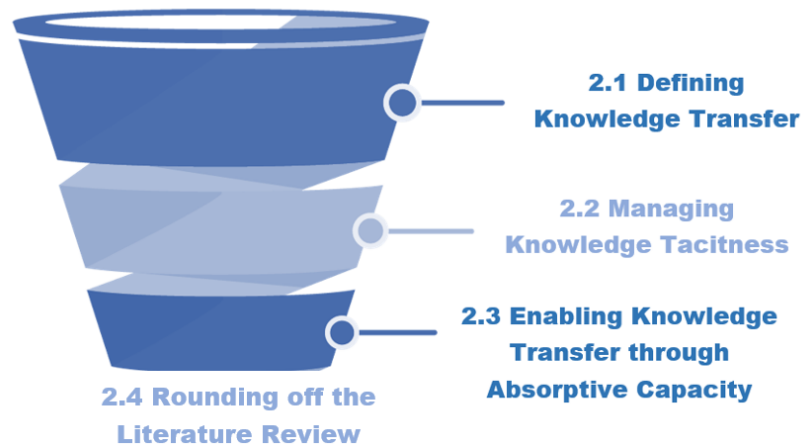 2.1 Defining
Knowledge Transfer
2.2 Managing
Knowledge Tacitness
2.3 Enabling Knowledge
Transfer through
Absorptive Capacity
2.4 Rounding off the
Literature Review